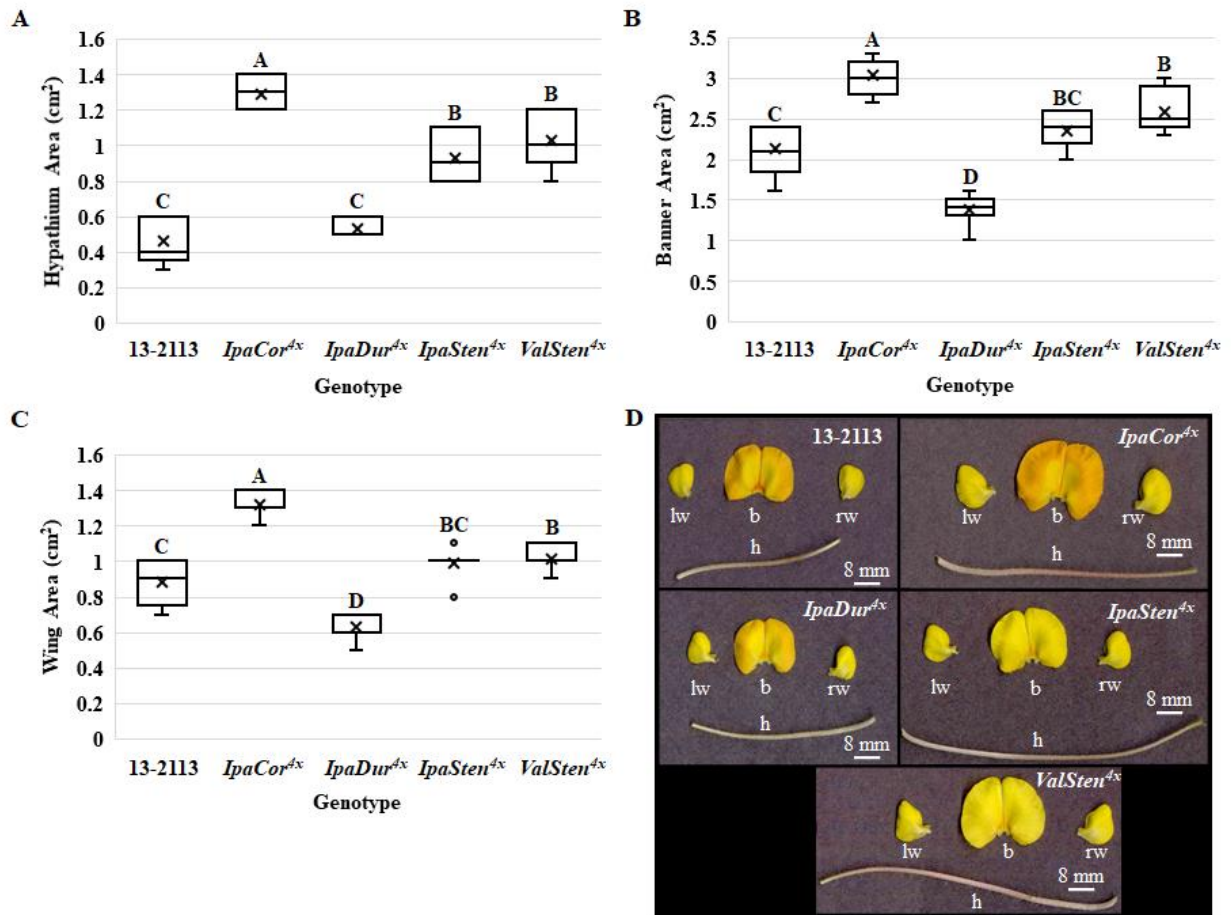 A
Hypathium Area (cm²)
1.6
1.4
1.2
1
0.8
0.6
0.4
0.2
0
C
A
C
B
B
13-2113 IpaCor⁴ˣ IpaDur⁴ˣ IpaSten⁴ˣ ValSten⁴ˣ
Genotype
B
Banner Area (cm²)
3.5
3
2.5
2
1.5
1
0.5
0
C
A
D
BC
B
13-2113 IpaCor⁴ˣ IpaDur⁴ˣ IpaSten⁴ˣ ValSten⁴ˣ
Genotype
C
Wing Area (cm²)
1.6
1.4
1.2
1
0.8
0.6
0.4
0.2
0
C
A
D
BC
B
13-2113 IpaCor⁴ˣ IpaDur⁴ˣ IpaSten⁴ˣ ValSten⁴ˣ
Genotype
D
13-2113
lw b rw
h
8 mm
IpaCor⁴ˣ
lw b rw
h
8 mm
IpaDur⁴ˣ
lw b rw
h
8 mm
IpaSten⁴ˣ
lw b rw
h
8 mm
ValSten⁴ˣ
lw b rw
8 mm
h